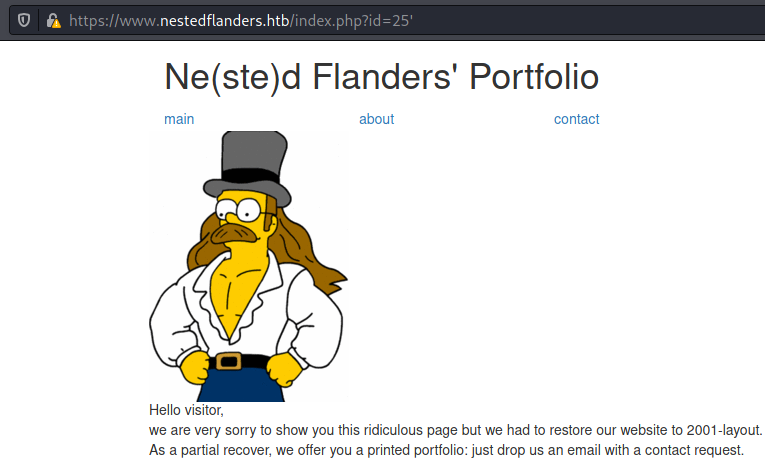 https://www.nestedflanders.htb/index.php?id=25'
Ne(ste)d Flanders' Portfolio
main about contact
Hello visitor,
we are very sorry to show you this ridiculous page but we had to restore our website to 2001-layout.
As a partial recover, we offer you a printed portfolio: just drop us an email with a contact request.